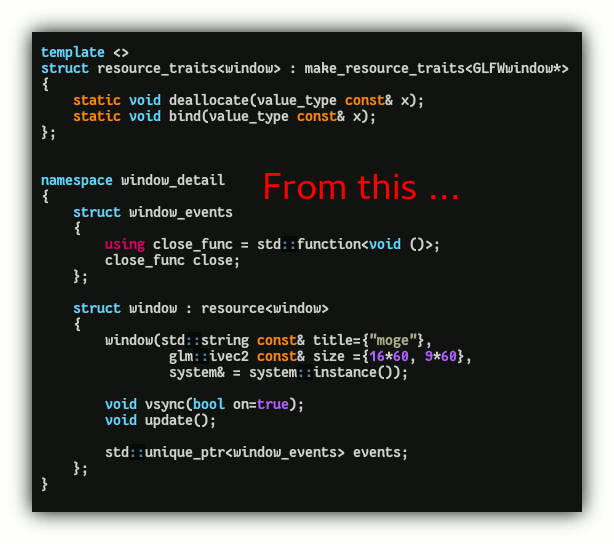 template <>
struct resource_traits<window> : make_resource_traits<GLFWwindow*>
{
    static void deallocate(value_type const& x);
    static void bind(value_type const& x);
};
namespace window_detail
From this ...
{
    struct window_events
    {
        using close_func = std::function<void ()>;
        close_func close;
    };
    struct window : resource<window>
    {
        window(std::string const& title={"moge"},
                glm::ivec2 const& size ={16*60, 9*60},
                system& = system::instance());
        void vsync(bool on=true);
        void update();
        std::unique_ptr<window_events> events;
    };
}